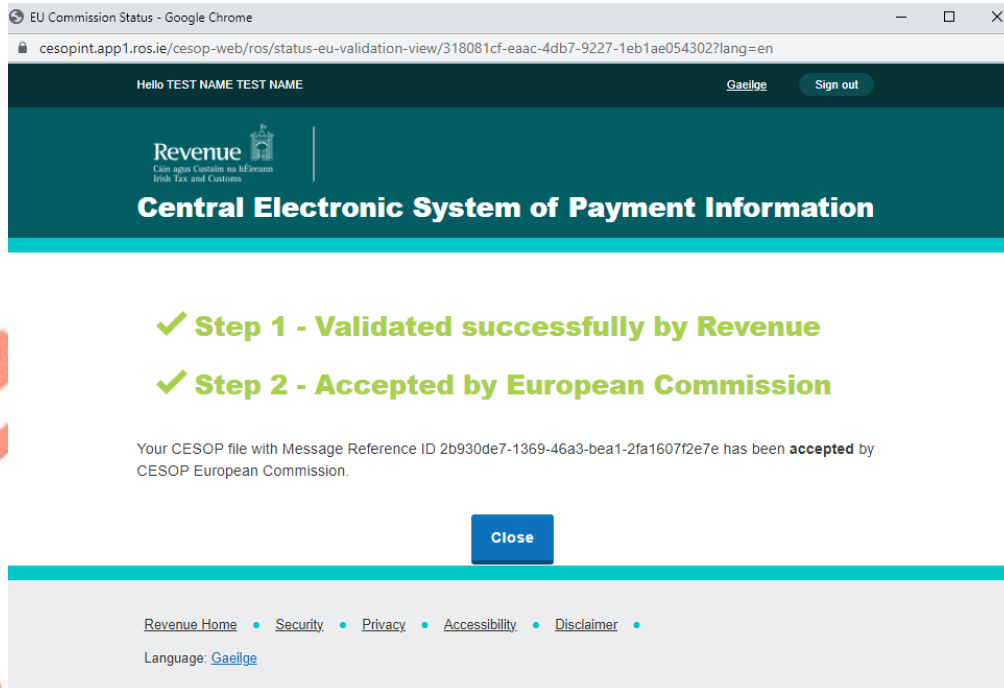 EU Commission Status - Google Chrome
cesopint.app1.ros.ie/cesop-web/ros/status-eu-validation-view/318081cf-eaac-4db7-9227-1eb1ae054302?lang=en
Hello TEST NAME TEST NAME
Gaeilge
Sign out
Revenue
Cáin agus Custaim na hÉireann
Irish Tax and Customs
Central Electronic System of Payment Information
Step 1 - Validated successfully by Revenue
Step 2 - Accepted by European Commission
Your CESOP file with Message Reference ID 2b930de7-1369-46a3-bea1-2fa1607f2e7e has been accepted by
CESOP European Commission.
Close
Revenue Home • Security • Privacy • Accessibility • Disclaimer •
Language: Gaeilge